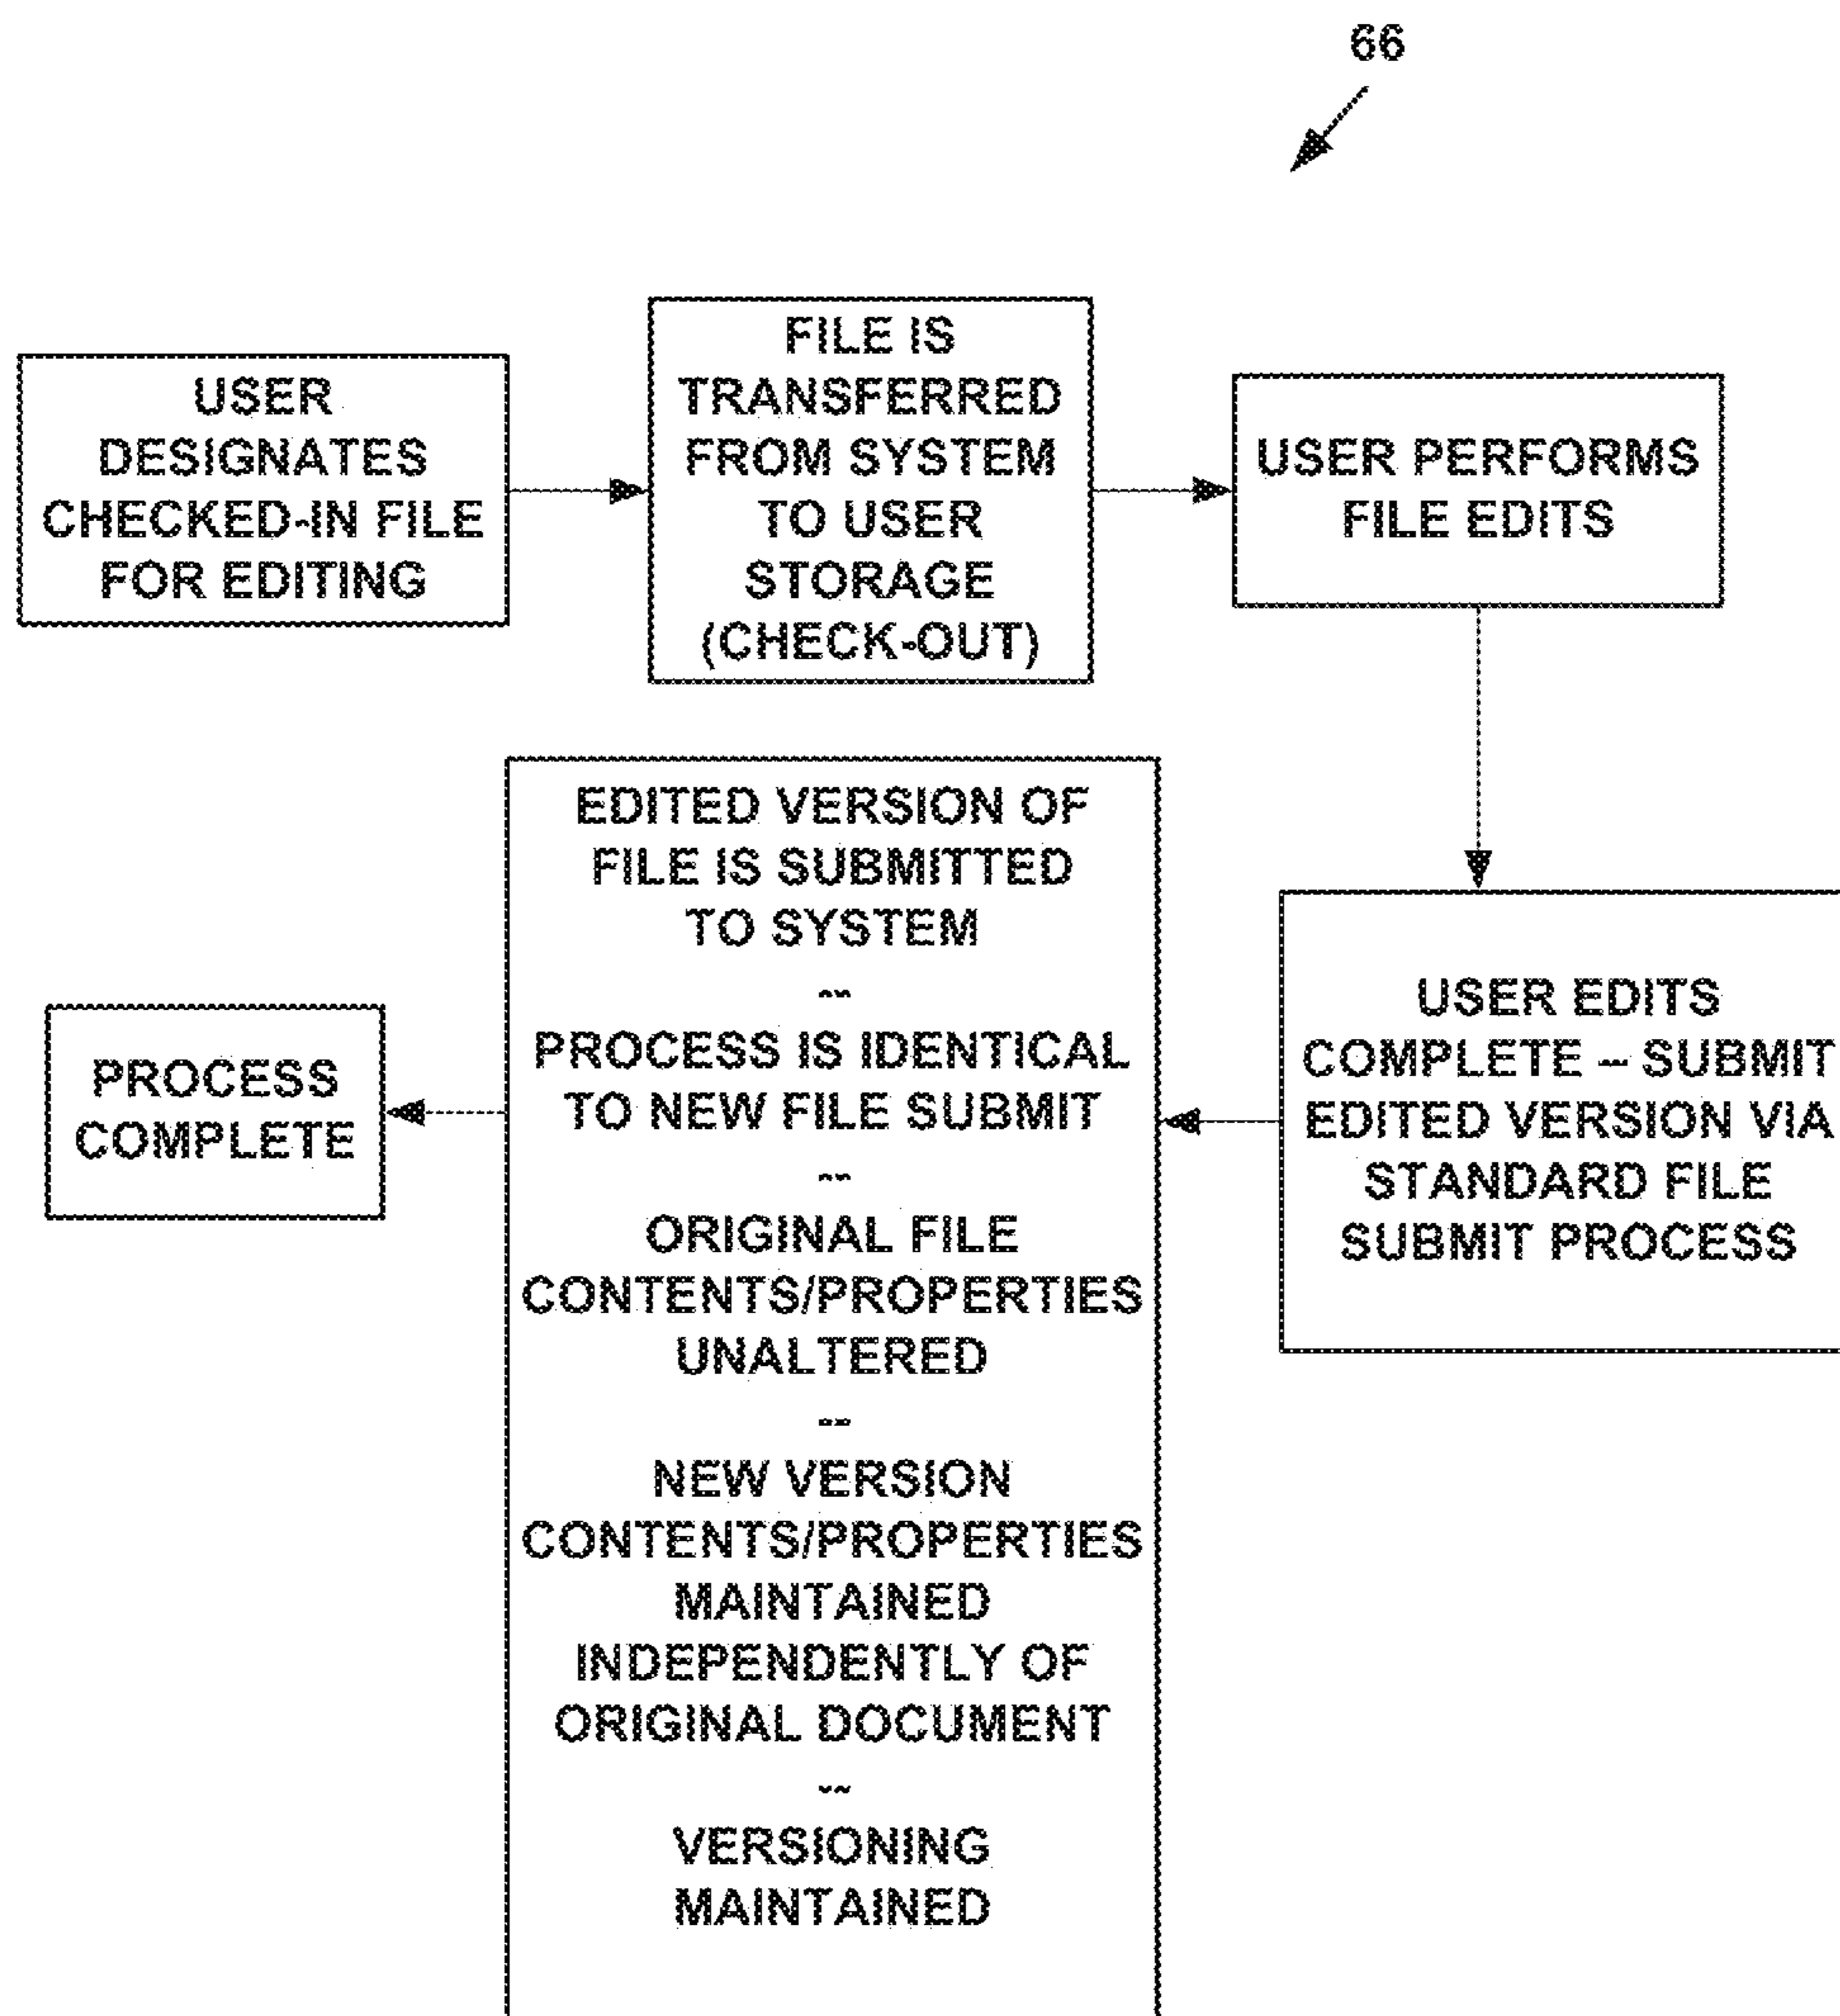 66
USER
DESIGNATES
CHECKED-IN FILE
FOR EDITING
FILE IS
TRANSFERRED
FROM SYSTEM
TO USER
STORAGE
(CHECK-OUT)
USER PERFORMS
FILE EDITS
USER EDITS
COMPLETE -- SUBMIT
EDITED VERSION VIA
STANDARD FILE
SUBMIT PROCESS
EDITED VERSION OF
FILE IS SUBMITTED
TO SYSTEM
--
PROCESS IS IDENTICAL
TO NEW FILE SUBMIT
--
ORIGINAL FILE
CONTENTS/PROPERTIES
UNALTERED
--
NEW VERSION
CONTENTS/PROPERTIES
MAINTAINED
INDEPENDENTLY OF
ORIGINAL DOCUMENT
--
VERSIONING
MAINTAINED
PROCESS
COMPLETE